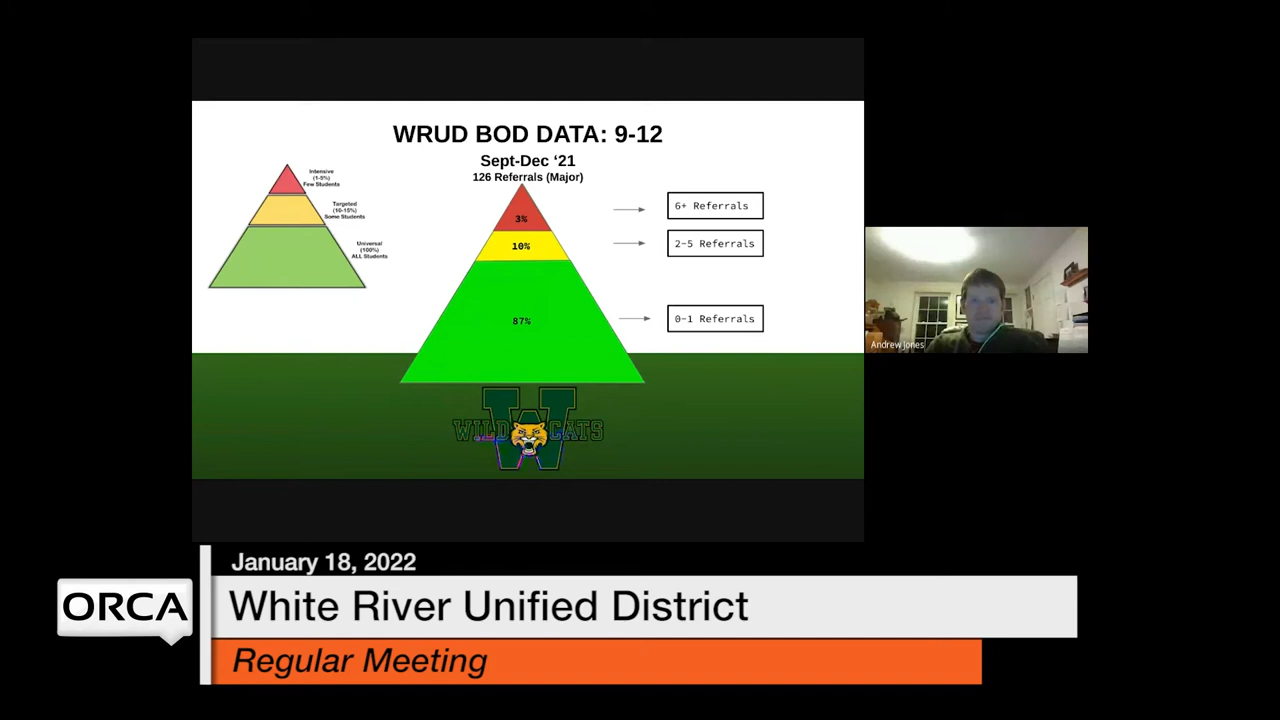 WRUD BOD DATA: 9-12
Sept-Dec ‘21
126 Referrals (Major)
Intensive
(1-5%)
Few Students
Targeted
(10-15%)
Some Students
Universal
(100%)
ALL Students
3%
10%
87%
6+ Referrals
2-5 Referrals
0-1 Referrals
WILDCATS
Andrew Jones
January 18, 2022
ORCA
White River Unified District
Regular Meeting